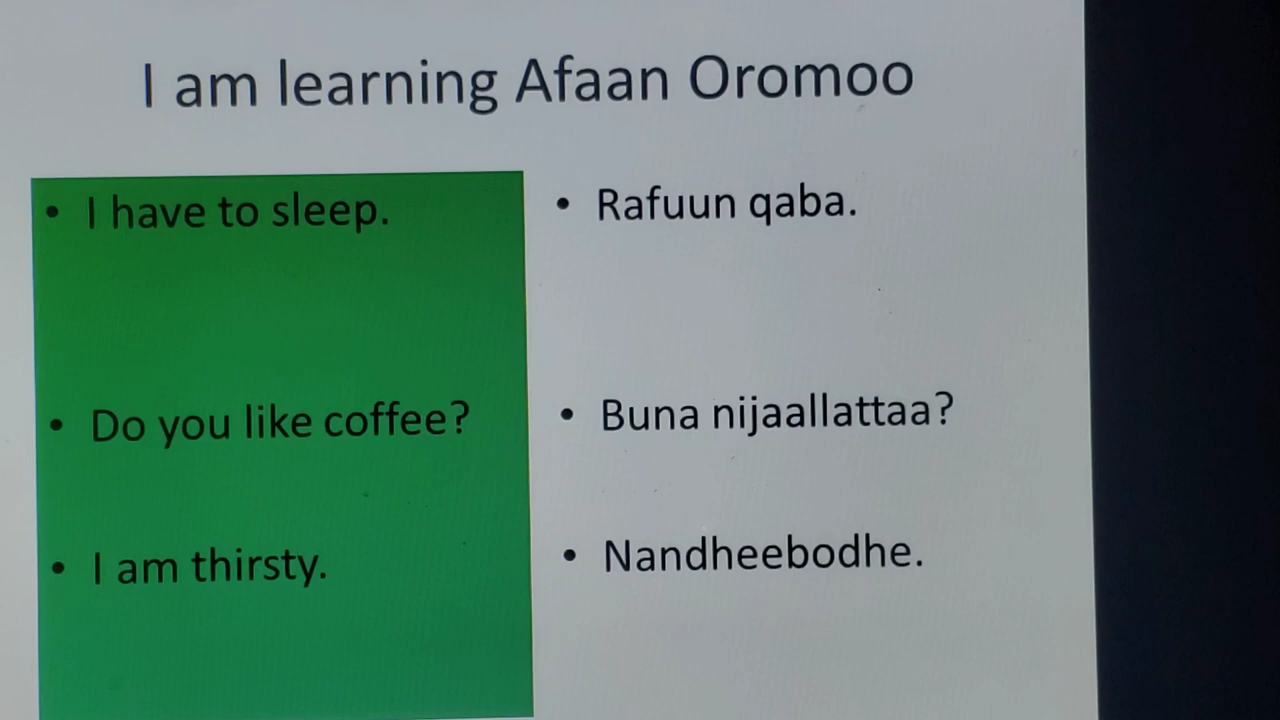 I am learning Afaan Oromoo
• I have to sleep.
• Rafuun qaba.
• Do you like coffee?
• Buna nijaallattaa?
• I am thirsty.
• Nandheebodhe.